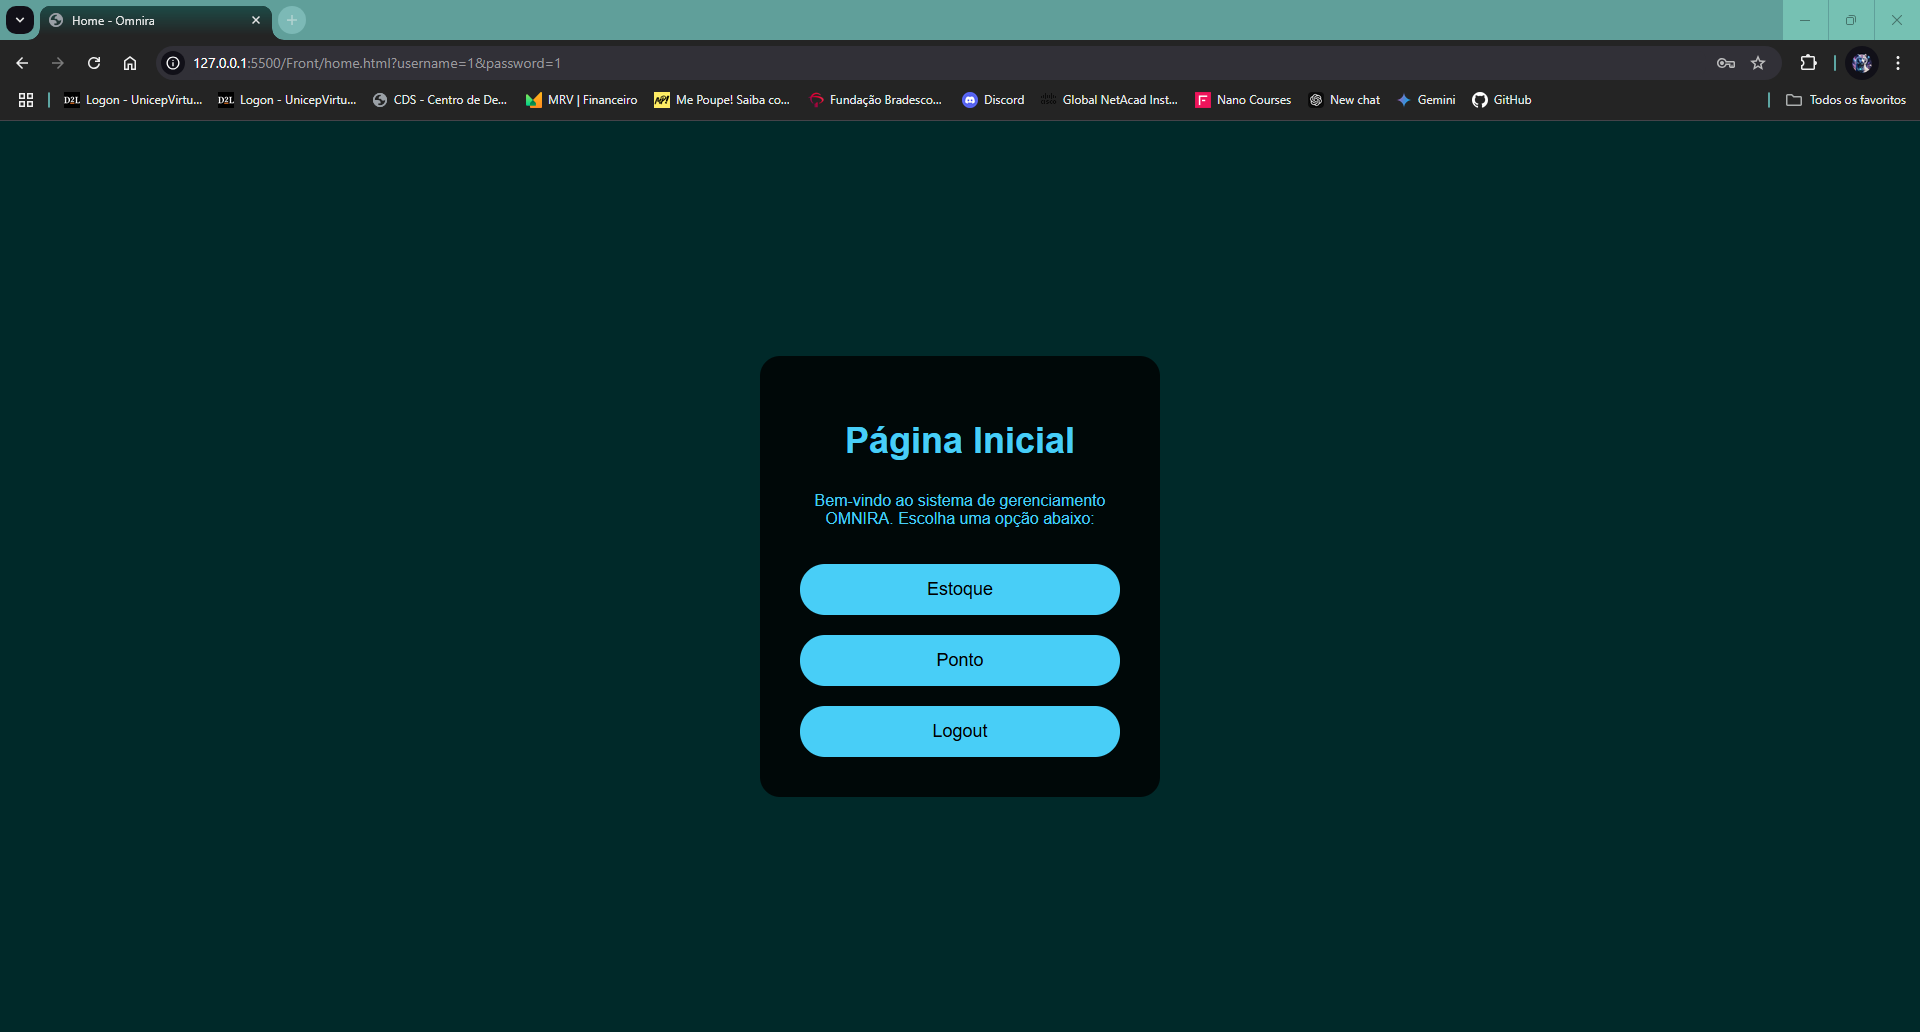 Home - Omnira
127.0.0.1:5500/Front/home.html?username=1&password=1
D2L Logon - UnicepVirtu... D2L Logon - UnicepVirtu... CDS - Centro de De... MRV | Financeiro Me Poupe! Saiba co... Fundação Bradesco... Discord Global NetAcad Inst... Nano Courses New chat Gemini GitHub Todos os favoritos
Página Inicial
Bem-vindo ao sistema de gerenciamento
OMNIRA. Escolha uma opção abaixo:
Estoque
Ponto
Logout